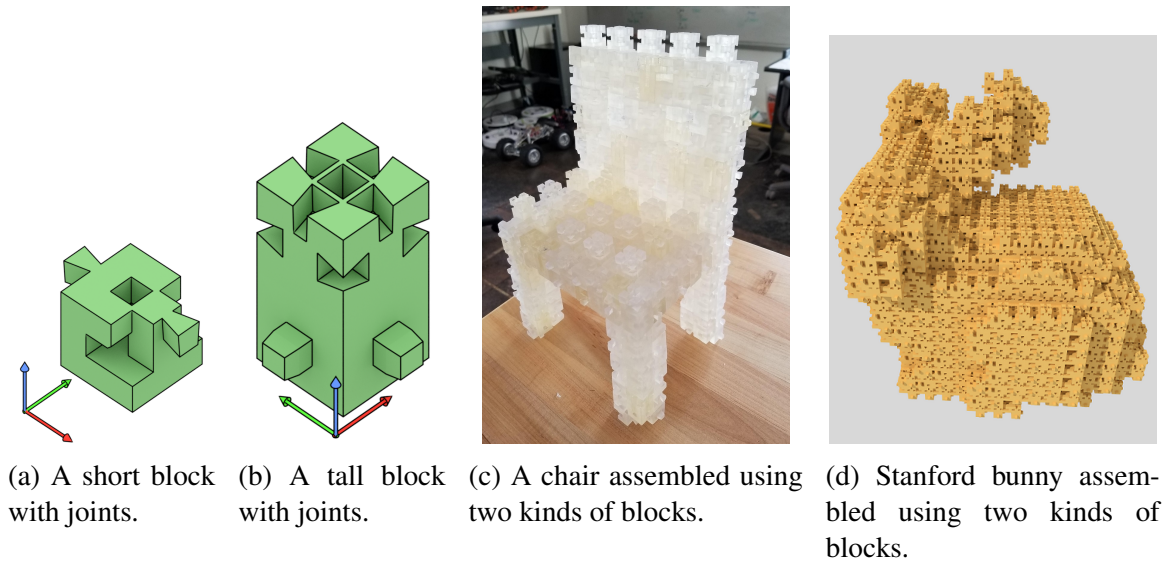 (a) A short block
with joints.
(b) A tall block
with joints.
(c) A chair assembled using
two kinds of blocks.
(d) Stanford bunny assem-
bled using two kinds of
blocks.